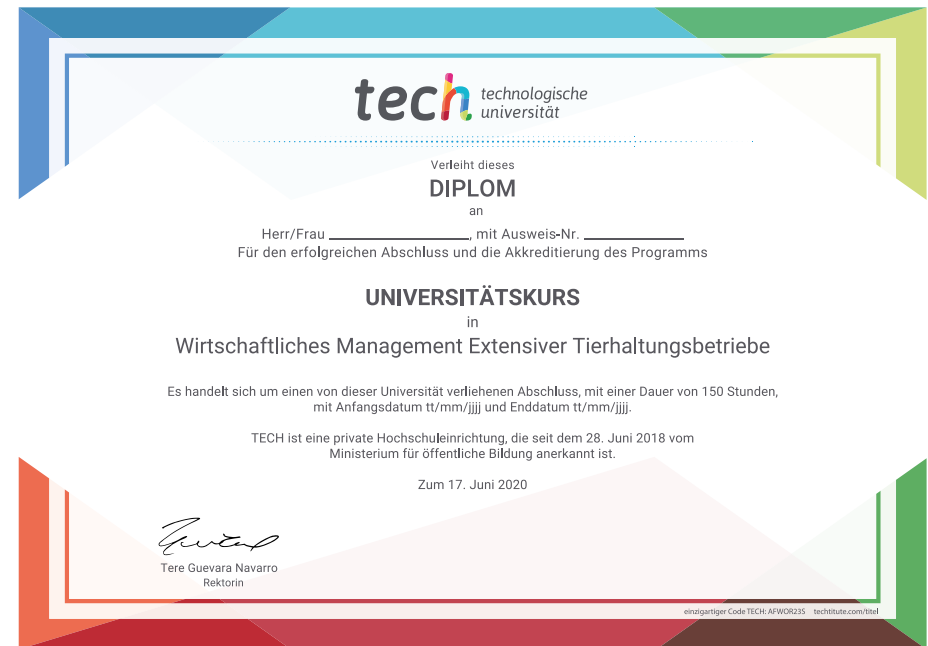 tech technologische
universität
Verleiht dieses
DIPLOM
an
Herr/Frau ____________, mit Ausweis-Nr. ____________
Für den erfolgreichen Abschluss und die Akkreditierung des Programms
UNIVERSITÄTSKURS
in
Wirtschaftliches Management Extensiver Tierhaltungsbetriebe
Es handelt sich um einen von dieser Universität verliehenen Abschluss, mit einer Dauer von 150 Stunden,
mit Anfangsdatum tt/mm/jjjj und Enddatum tt/mm/jjjj.
TECH ist eine private Hochschuleinrichtung, die seit dem 28. Juni 2018 vom
Ministerium für öffentliche Bildung anerkannt ist.
Zum 17. Juni 2020
Tere Guevara Navarro
Rektorin
einzigartiger Code TECH: AFWOR23S techtitute.com/titel